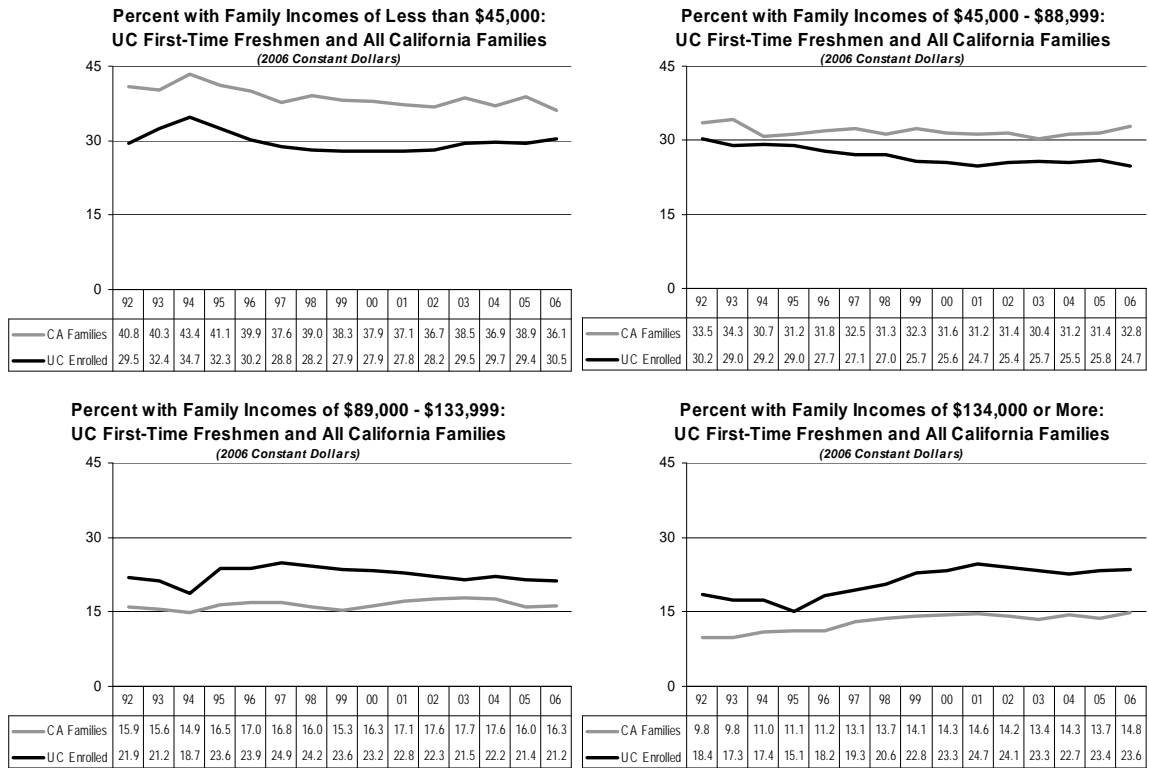 Percent with Family Incomes of Less than $45,000:
UC First-Time Freshmen and All California Families
(2006 Constant Dollars)
45
30
15
0
92 93 94 95 96 97 98 99 00 01 02 03 04 05 06
CA Families 40.8 40.3 43.4 41.1 39.9 37.6 39.0 38.3 37.9 37.1 36.7 38.5 36.9 38.9 36.1
UC Enrolled 29.5 32.4 34.7 32.3 30.2 28.8 28.2 27.9 27.9 27.8 28.2 29.5 29.7 29.4 30.5
Percent with Family Incomes of $45,000 - $88,999:
UC First-Time Freshmen and All California Families
(2006 Constant Dollars)
45
30
15
0
92 93 94 95 96 97 98 99 00 01 02 03 04 05 06
CA Families 33.5 34.3 30.7 31.2 31.8 32.5 31.3 32.3 31.6 31.2 31.4 30.4 31.2 31.4 32.8
UC Enrolled 30.2 29.0 29.2 29.0 27.7 27.1 27.0 25.7 25.6 24.7 25.4 25.7 25.5 25.8 24.7
Percent with Family Incomes of $89,000 - $133,999:
UC First-Time Freshmen and All California Families
(2006 Constant Dollars)
45
30
15
0
92 93 94 95 96 97 98 99 00 01 02 03 04 05 06
CA Families 15.9 15.6 14.9 16.5 17.0 16.8 16.0 15.3 16.3 17.1 17.6 17.7 17.6 16.0 16.3
UC Enrolled 21.9 21.2 18.7 23.6 23.9 24.9 24.2 23.6 23.2 22.8 22.3 21.5 22.2 21.4 21.2
Percent with Family Incomes of $134,000 or More:
UC First-Time Freshmen and All California Families
(2006 Constant Dollars)
45
30
15
0
92 93 94 95 96 97 98 99 00 01 02 03 04 05 06
CA Families 9.8 9.8 11.0 11.1 11.2 13.1 13.7 14.1 14.3 14.6 14.2 13.4 14.3 13.7 14.8
UC Enrolled 18.4 17.3 17.4 15.1 18.2 19.3 20.6 22.8 23.3 24.7 24.1 23.3 22.7 23.4 23.6